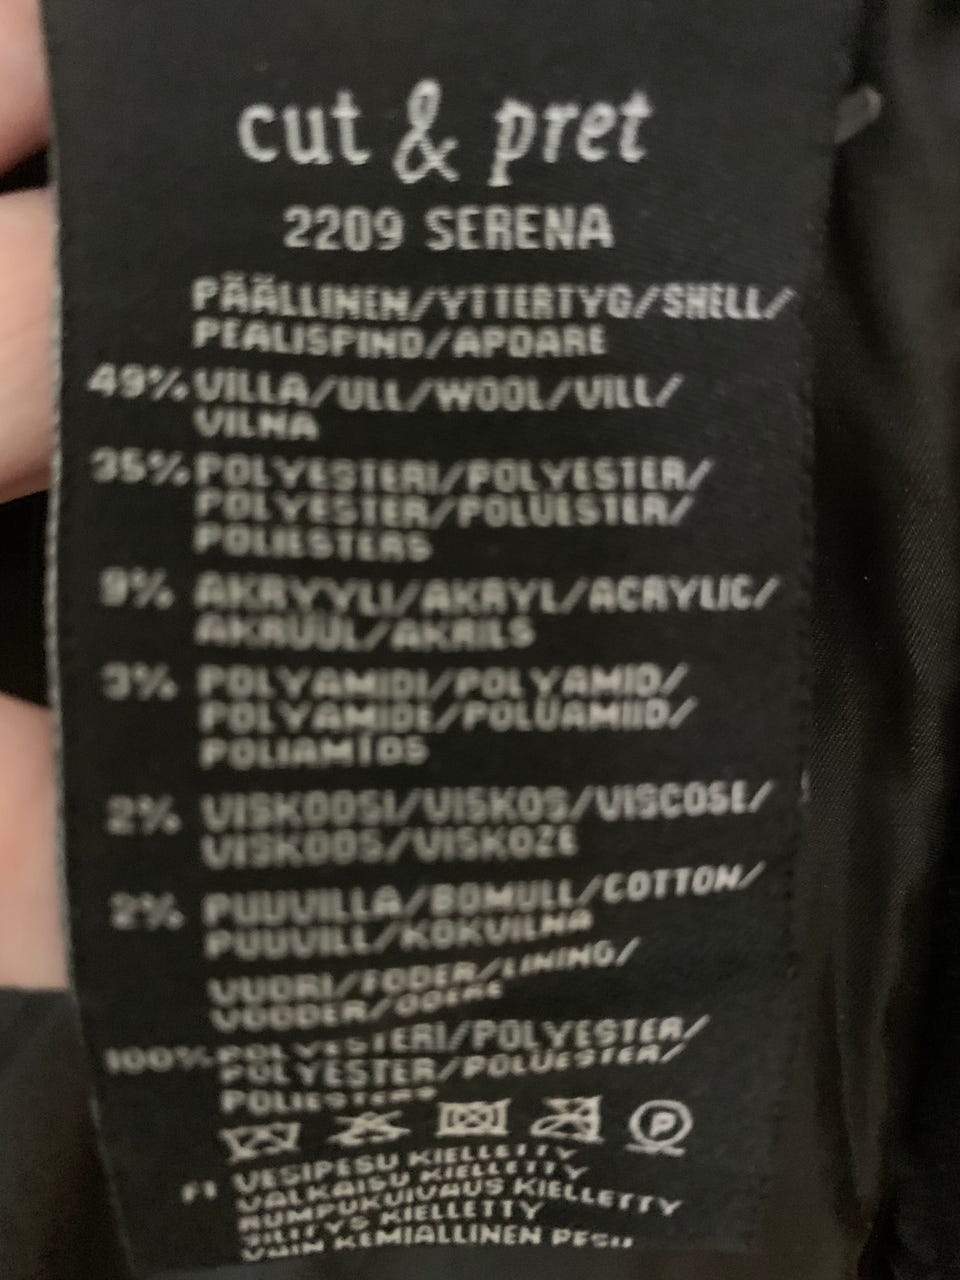 cut & pret
2209 SERENA
PÄÄLLINEN/YTTERTYG/SHELL/
PEALISPIND/APOARE
49% VILLA/ULL/WOOL/VILL/
VILNA
35% POLYESTERI/POLYESTER/
POLYESTER/POLUESTER/
POLIESTERS
9% AKRYYLI/AKRYL/ACRYLIC/
AKRUUL/AKRILS
3% POLYAMIDI/POLYAMID/
POLYAMIDE/POLUAMIID/
POLIAMĪDS
2% VISKOOSI/VISKOS/VISCOSE/
VISKOOS/VISKOZE
2% PUUVILLA/BOMULL/COTTON/
PUUVILL/KOKVILNA
VUORI/FODER/LINING/
VOODER/ODERE
100% POLYESTERI/POLYESTER/
POLYESTER/POLUESTER/
POLIESTERS
P
FI VESIPESU KIELLETTY
VALKAISU KIELLETTY
RUMPUKUIVAUS KIELLETTY
SILITYS KIELLETTY
VAIN KEMIALLINEN PESU